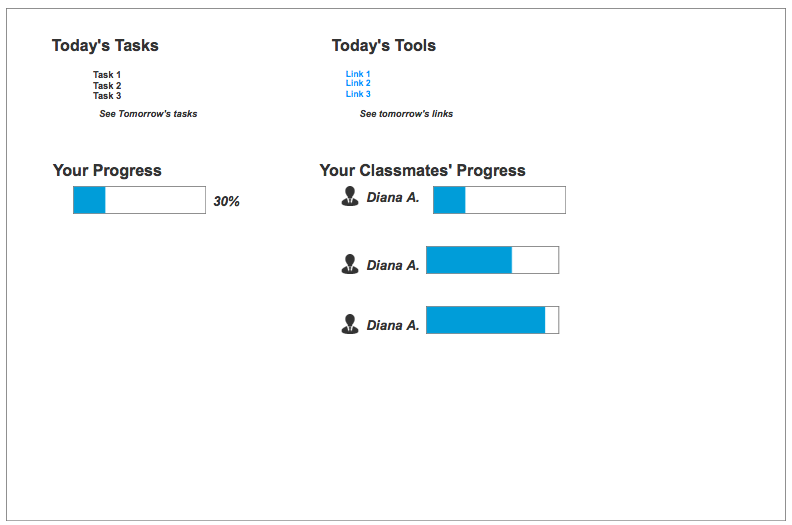 Today's Tasks
Task 1
Task 2
Task 3
See Tomorrow's tasks
Today's Tools
Link 1
Link 2
Link 3
See tomorrow's links
Your Progress
30%
Your Classmates' Progress
Diana A.
Diana A.
Diana A.